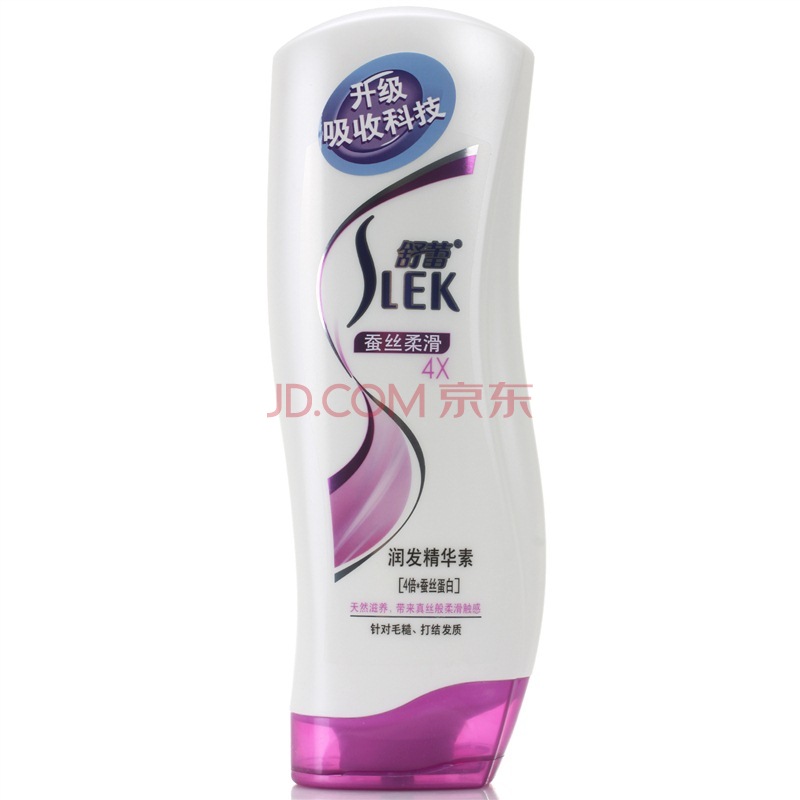 升级
吸收科技
舒蕾®
SLEK
蚕丝柔滑
4X
JD.COM 京东
润发精华素
[4倍*蚕丝蛋白]
天然滋养，带来真丝般柔滑触感
针对毛糙、打结发质